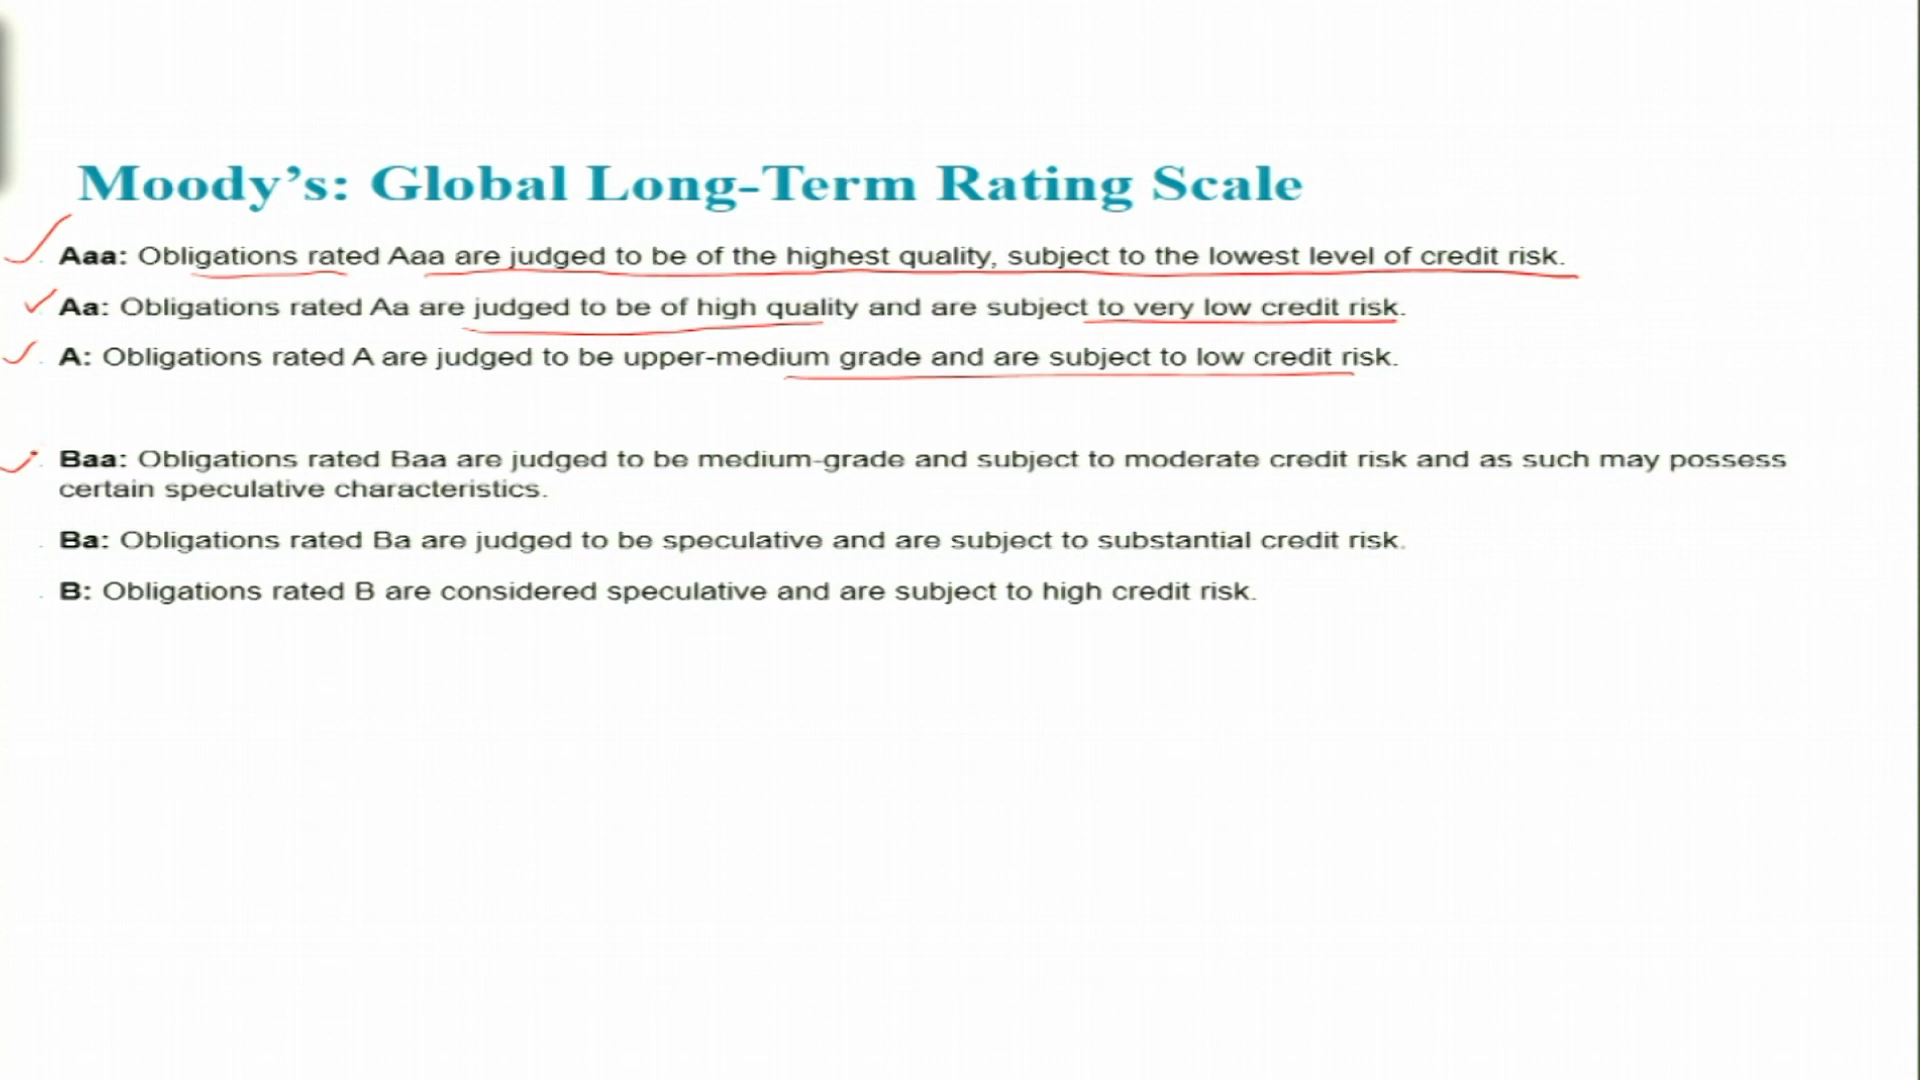 Moody's: Global Long-Term Rating Scale
Aaa: Obligations rated Aaa are judged to be of the highest quality, subject to the lowest level of credit risk.
Aa: Obligations rated Aa are judged to be of high quality and are subject to very low credit risk.
A: Obligations rated A are judged to be upper-medium grade and are subject to low credit risk.
Baa: Obligations rated Baa are judged to be medium-grade and subject to moderate credit risk and as such may possess
certain speculative characteristics.
Ba: Obligations rated Ba are judged to be speculative and are subject to substantial credit risk.
B: Obligations rated B are considered speculative and are subject to high credit risk.